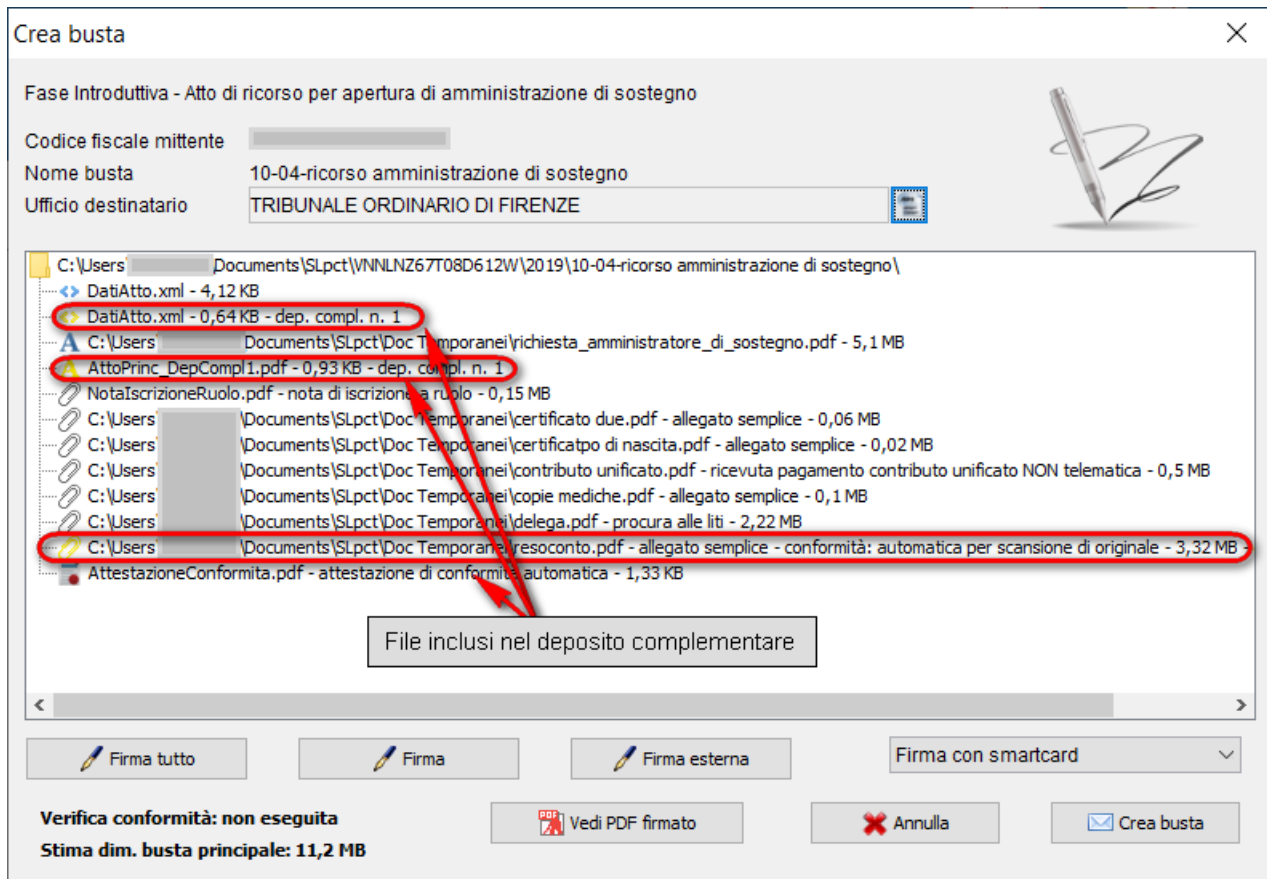 Crea busta
Fase Introduttiva - Atto di ricorso per apertura di amministrazione di sostegno
Codice fiscale mittente
Nome busta 10-04-ricorso amministrazione di sostegno
Ufficio destinatario TRIBUNALE ORDINARIO DI FIRENZE
C:\Users\ Documents\SLpct\VNNLNZ67T08D612W\2019\10-04-ricorso amministrazione di sostegno\
DatiAtto.xml - 4,12 KB
DatiAtto.xml - 0,64 KB - dep. compl. n. 1
C:\Users\ Documents\SLpct\Doc Temporanei\richiesta_amministratore_di_sostegno.pdf - 5,1 MB
AttoPrinc_DepCompl1.pdf - 0,93 KB - dep. compl. n. 1
NotaIscrizioneRuolo.pdf - nota di iscrizione a ruolo - 0,15 MB
C:\Users\ \Documents\SLpct\Doc Temporanei\certificato due.pdf - allegato semplice - 0,06 MB
C:\Users\ \Documents\SLpct\Doc Temporanei\certificatpo di nascita.pdf - allegato semplice - 0,02 MB
C:\Users\ \Documents\SLpct\Doc Temporanei\contributo unificato.pdf - ricevuta pagamento contributo unificato NON telematica - 0,5 MB
C:\Users\ \Documents\SLpct\Doc Temporanei\copie mediche.pdf - allegato semplice - 0,1 MB
C:\Users\ \Documents\SLpct\Doc Temporanei\delega.pdf - procura alle liti - 2,22 MB
C:\Users\ \Documents\SLpct\Doc Temporanei\resoconto.pdf - allegato semplice - conformità: automatica per scansione di originale - 3,32 MB -
AttestazioneConformita.pdf - attestazione di conformità automatica - 1,33 KB
File inclusi nel deposito complementare
Firma tutto Firma Firma esterna Firma con smartcard
Verifica conformità: non eseguita
Vedi PDF firmato Annulla Crea busta
Stima dim. busta principale: 11,2 MB